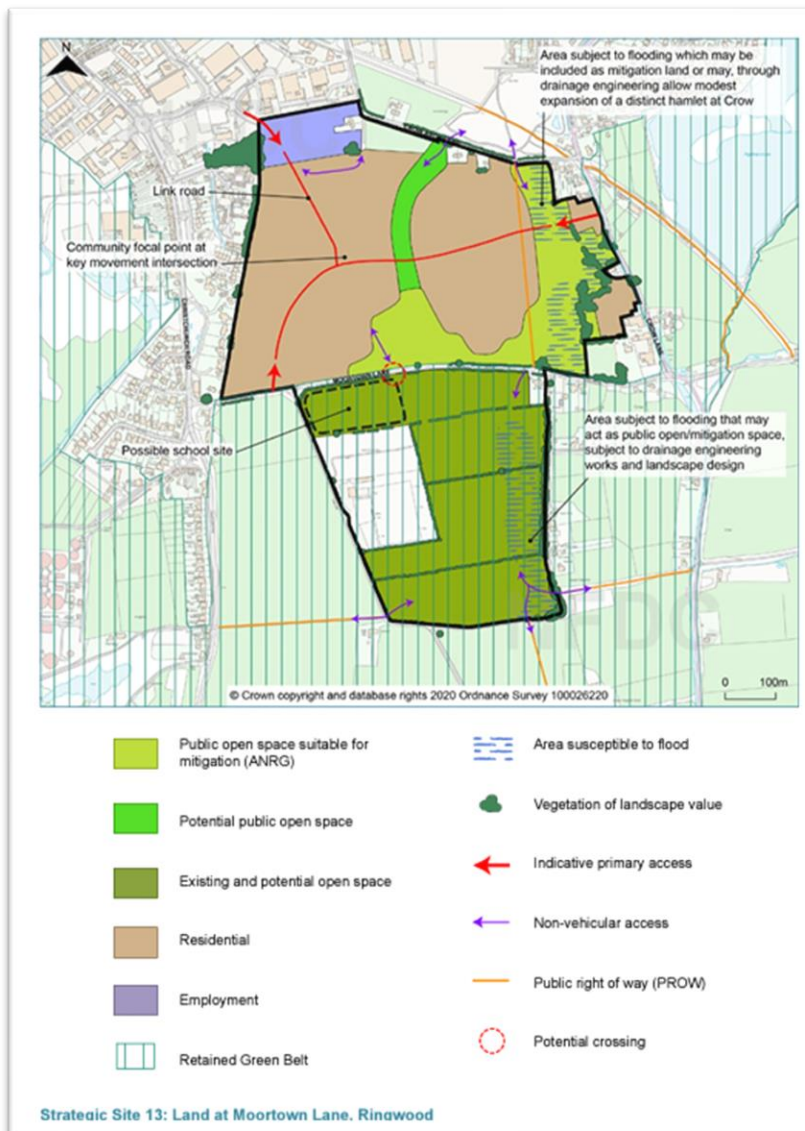 N
Area subject to flooding which may be
included as mitigation land or may, through
drainage engineering allow modest
expansion of a distinct hamlet at Crow
Link road
Community focal point at
key movement intersection
Possible school site
Area subject to flooding that may
act as public open/mitigation space,
subject to drainage engineering
works and landscape design
© Crown copyright and database rights 2020 Ordnance Survey 100026220
0 100m
Public open space suitable for
mitigation (ANRG)
Potential public open space
Existing and potential open space
Residential
Employment
Retained Green Belt
Area susceptible to flood
Vegetation of landscape value
Indicative primary access
Non-vehicular access
Public right of way (PROW)
Potential crossing
Strategic Site 13: Land at Moortown Lane, Ringwood